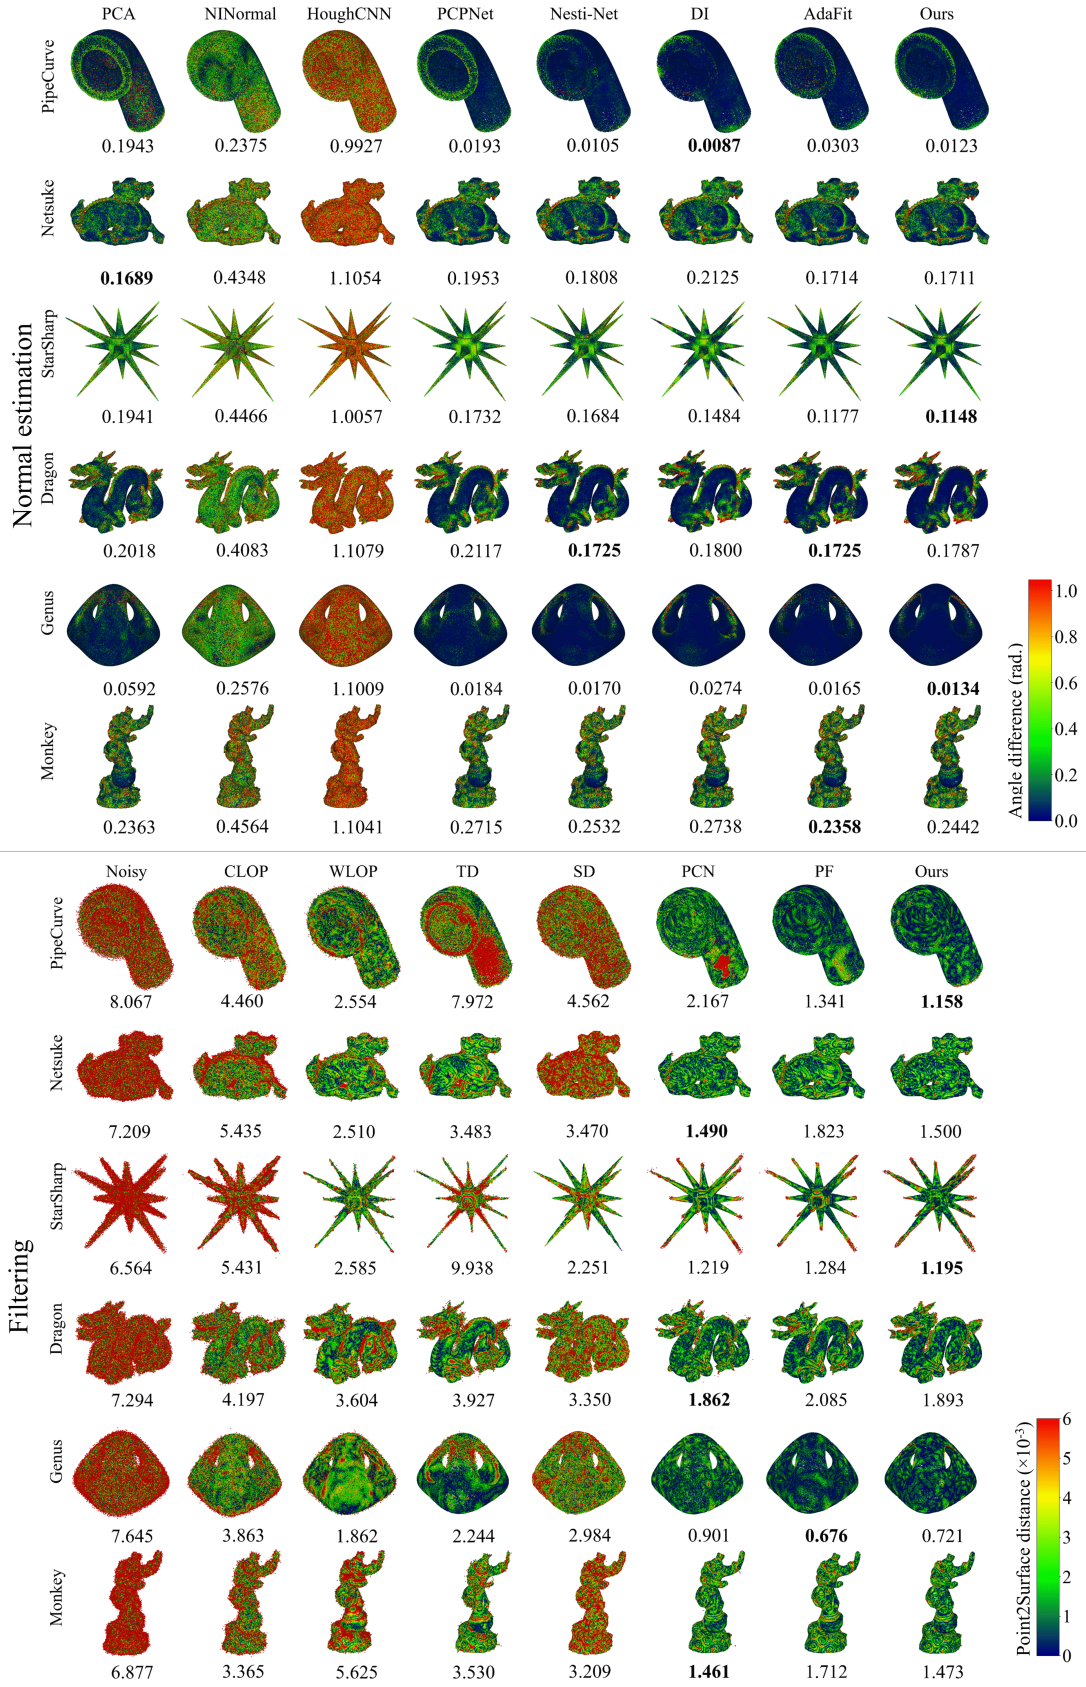 PCA NINormal HoughCNN PCPNet Nesti-Net DI AdaFit Ours
Normal estimation
PipeCurve
0.1943 0.2375 0.9927 0.0193 0.0105 0.0087 0.0303 0.0123
Netsuke
0.1689 0.4348 1.1054 0.1953 0.1808 0.2125 0.1714 0.1711
StarSharp
0.1941 0.4466 1.0057 0.1732 0.1684 0.1484 0.1177 0.1148
Dragon
0.2018 0.4083 1.1079 0.2117 0.1725 0.1800 0.1725 0.1787
Genus
0.0592 0.2576 1.1009 0.0184 0.0170 0.0274 0.0165 0.0134
Monkey
0.2363 0.4564 1.1041 0.2715 0.2532 0.2738 0.2358 0.2442
Angle difference (rad.)
1.0
0.8
0.6
0.4
0.2
0.0
Noisy CLOP WLOP TD SD PCN PF Ours
Filtering
PipeCurve
8.067 4.460 2.554 7.972 4.562 2.167 1.341 1.158
Netsuke
7.209 5.435 2.510 3.483 3.470 1.490 1.823 1.500
StarSharp
6.564 5.431 2.585 9.938 2.251 1.219 1.284 1.195
Dragon
7.294 4.197 3.604 3.927 3.350 1.862 2.085 1.893
Genus
7.645 3.863 1.862 2.244 2.984 0.901 0.676 0.721
Monkey
6.877 3.365 5.625 3.530 3.209 1.461 1.712 1.473
Point2Surface distance (×10⁻³)
6
5
4
3
2
1
0